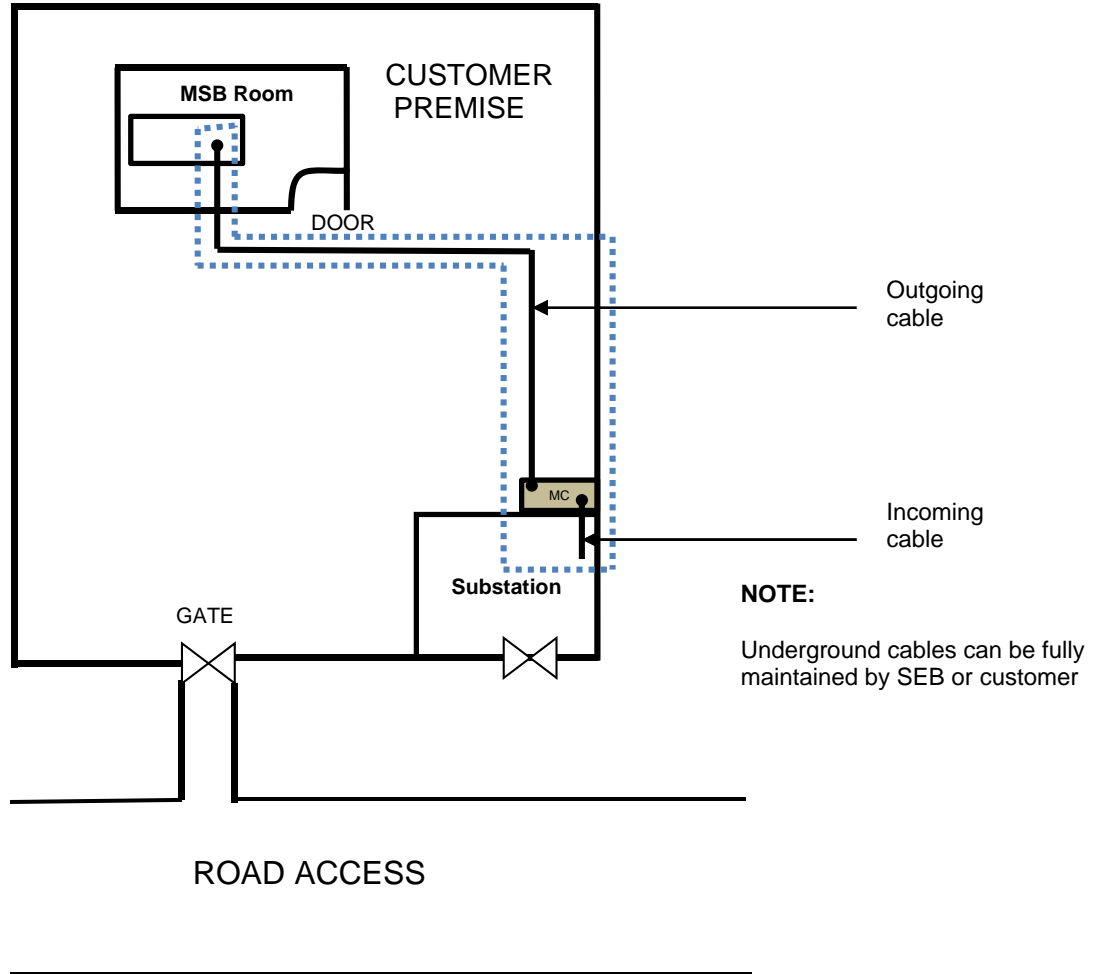 CUSTOMER
PREMISE
MSB Room
DOOR
Outgoing
cable
MC
Incoming
cable
Substation
GATE
NOTE:
Underground cables can be fully
maintained by SEB or customer
ROAD ACCESS